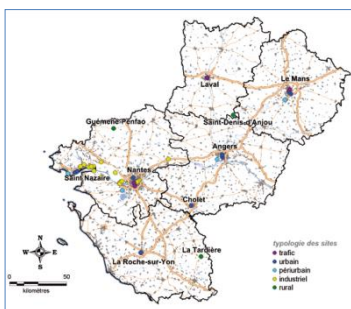 Laval
Le Mans
Guémené-Penfao
Saint-Denis-d'Anjou
Angers
Saint Nazaire
Nantes
Cholet
La Roche-sur-Yon
La Tardière
N
W E
S
0 50
kilomètres
typologie des sites
trafic
urbain
périurbain
industriel
rural